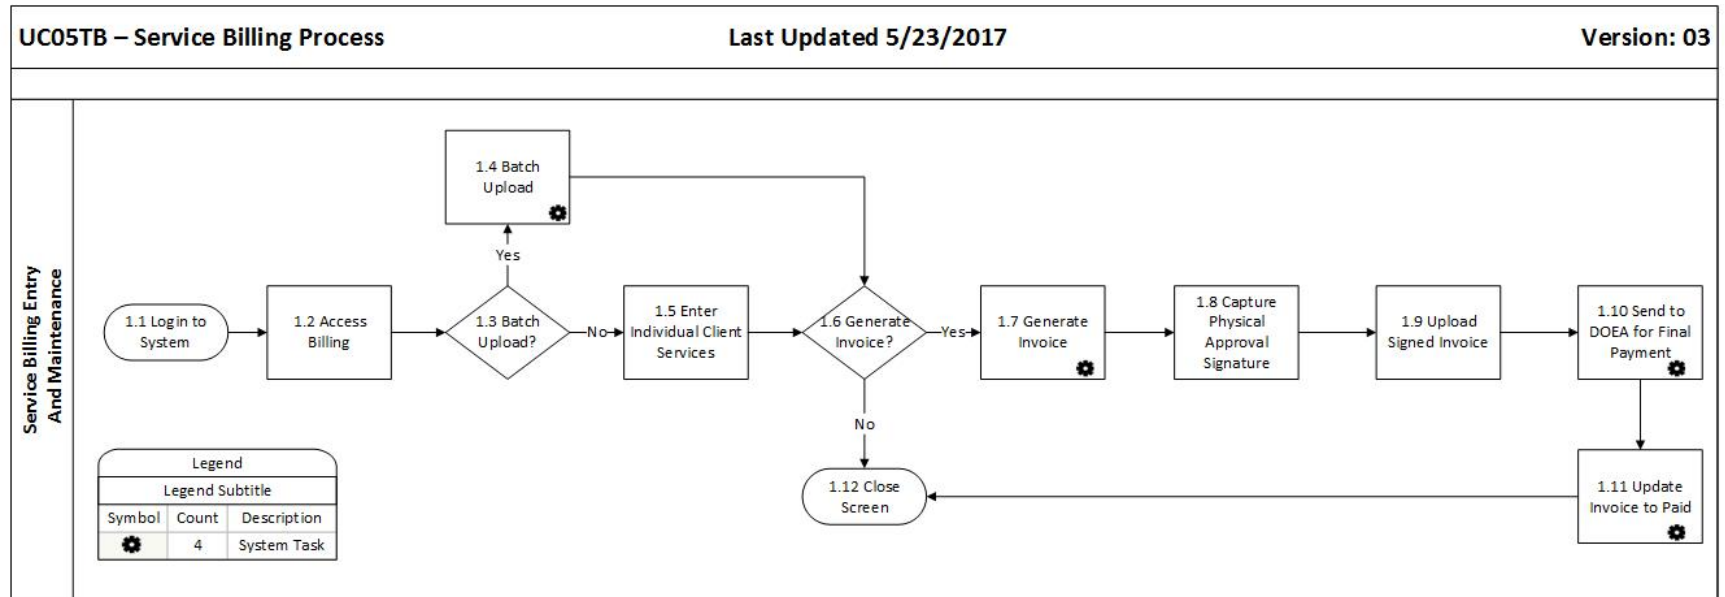 UC05TB – Service Billing Process
Last Updated 5/23/2017
Version: 03
Service Billing Entry
And Maintenance
1.1 Login to
System
1.2 Access
Billing
1.3 Batch
Upload?
Yes
1.4 Batch
Upload
No
1.5 Enter
Individual Client
Services
1.6 Generate
Invoice?
Yes
1.7 Generate
Invoice
1.8 Capture
Physical
Approval
Signature
1.9 Upload
Signed Invoice
1.10 Send to
DOEA for Final
Payment
1.11 Update
Invoice to Paid
No
1.12 Close
Screen
Legend
Legend Subtitle
Symbol Count Description
4 System Task